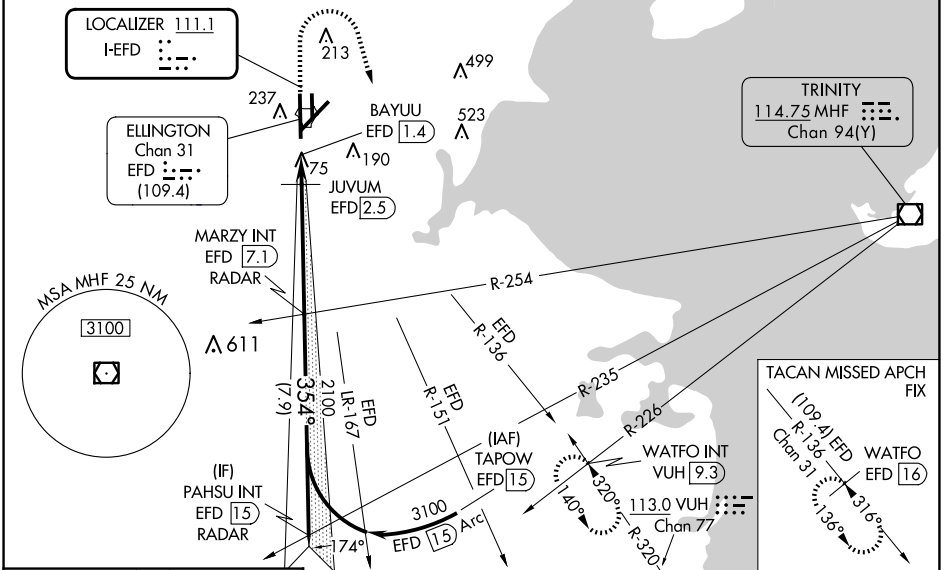 LOCALIZER 111.1
I-EFD
213
499
237
BAYUU
EFD 1.4
523
TRINITY
114.75 MHF
Chan 94(Y)
ELLINGTON
Chan 31
EFD
(109.4)
190
75
JUVUM
EFD 2.5
MARZY INT
EFD 7.1
RADAR
R-254
MSA MHF 25 NM
3100
611
EFD
R-136
354°
(7.9)
2100
EFD
LR-167
EFD
R-151
R-235
R-226
TACAN MISSED APCH
FIX
(109.4) EFD
R-136
Chan 31
WATFO
EFD 16
136°
316°
(IAF)
TAPOW
EFD 15
WATFO INT
VUH 9.3
320°
140°
113.0 VUH
Chan 77
R-320
(IF)
PAHSU INT
EFD 15
RADAR
3100
EFD 15 Arc
174°